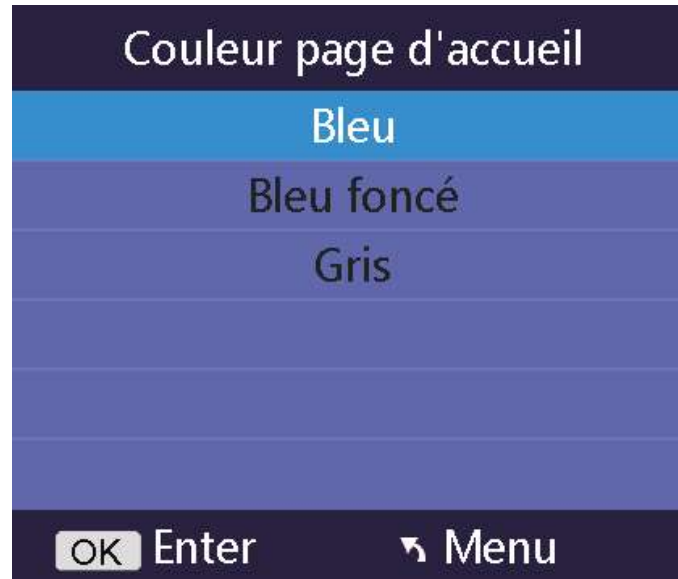 Couleur page d'accueil
Bleu
Bleu foncé
Gris
OK Enter Menu